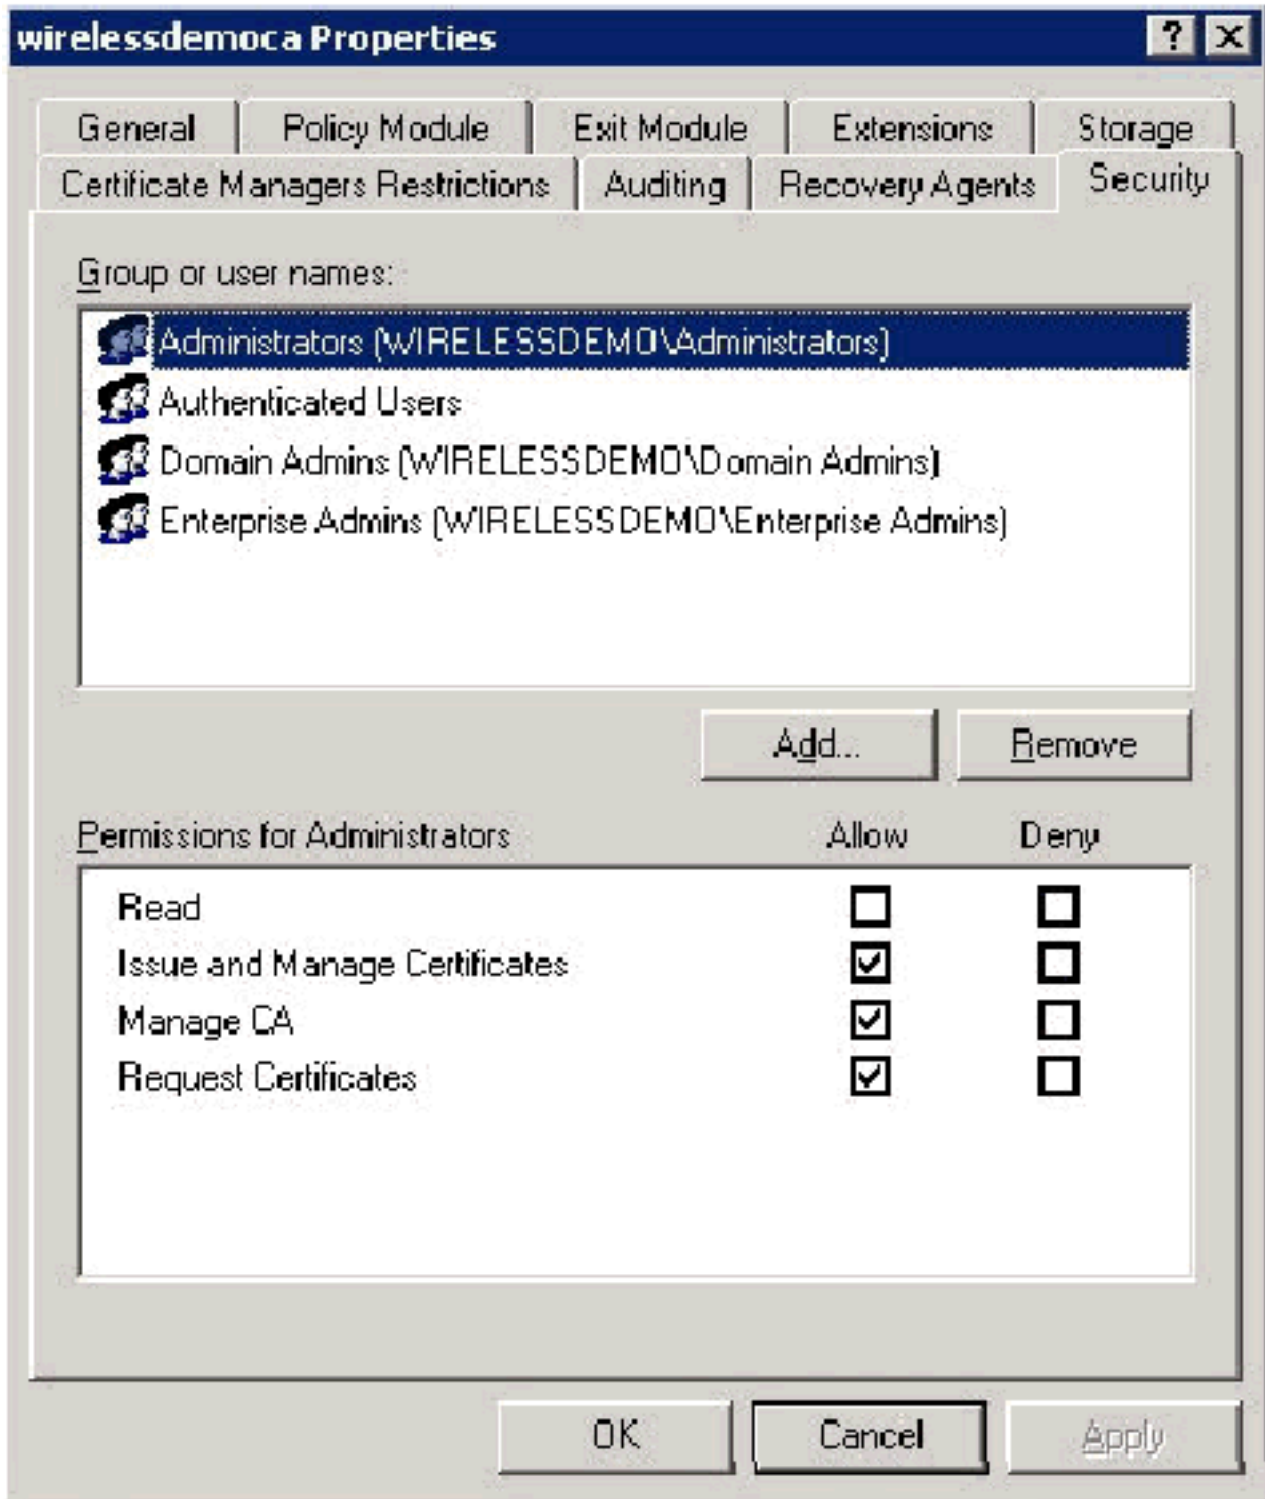 wirelessdemoca Properties
General Policy Module Exit Module Extensions Storage
Certificate Managers Restrictions Auditing Recovery Agents Security
Group or user names:
Administrators (WIRELESSDEMO\Administrators)
Authenticated Users
Domain Admins (WIRELESSDEMO\Domain Admins)
Enterprise Admins (WIRELESSDEMO\Enterprise Admins)
Add... Remove
Permissions for Administrators Allow Deny
Read
Issue and Manage Certificates
Manage CA
Request Certificates
OK Cancel Apply